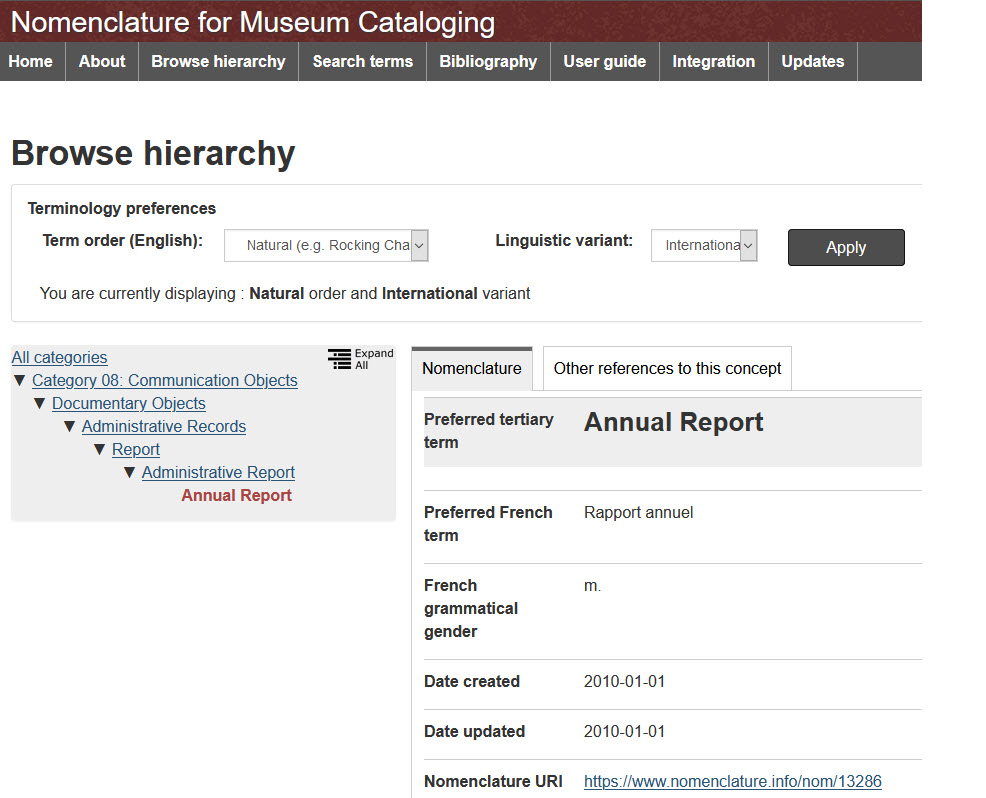 Nomenclature for Museum Cataloging
Home About Browse hierarchy Search terms Bibliography User guide Integration Updates
Browse hierarchy
Terminology preferences
Term order (English): Natural (e.g. Rocking Cha Linguistic variant: Internationa Apply
You are currently displaying : Natural order and International variant
All categories
Expand
All
▼ Category 08: Communication Objects
▼ Documentary Objects
▼ Administrative Records
▼ Report
▼ Administrative Report
Annual Report
Nomenclature Other references to this concept
Preferred tertiary
term
Annual Report
Preferred French
term
Rapport annuel
French
grammatical
gender
m.
Date created 2010-01-01
Date updated 2010-01-01
Nomenclature URI https://www.nomenclature.info/nom/13286